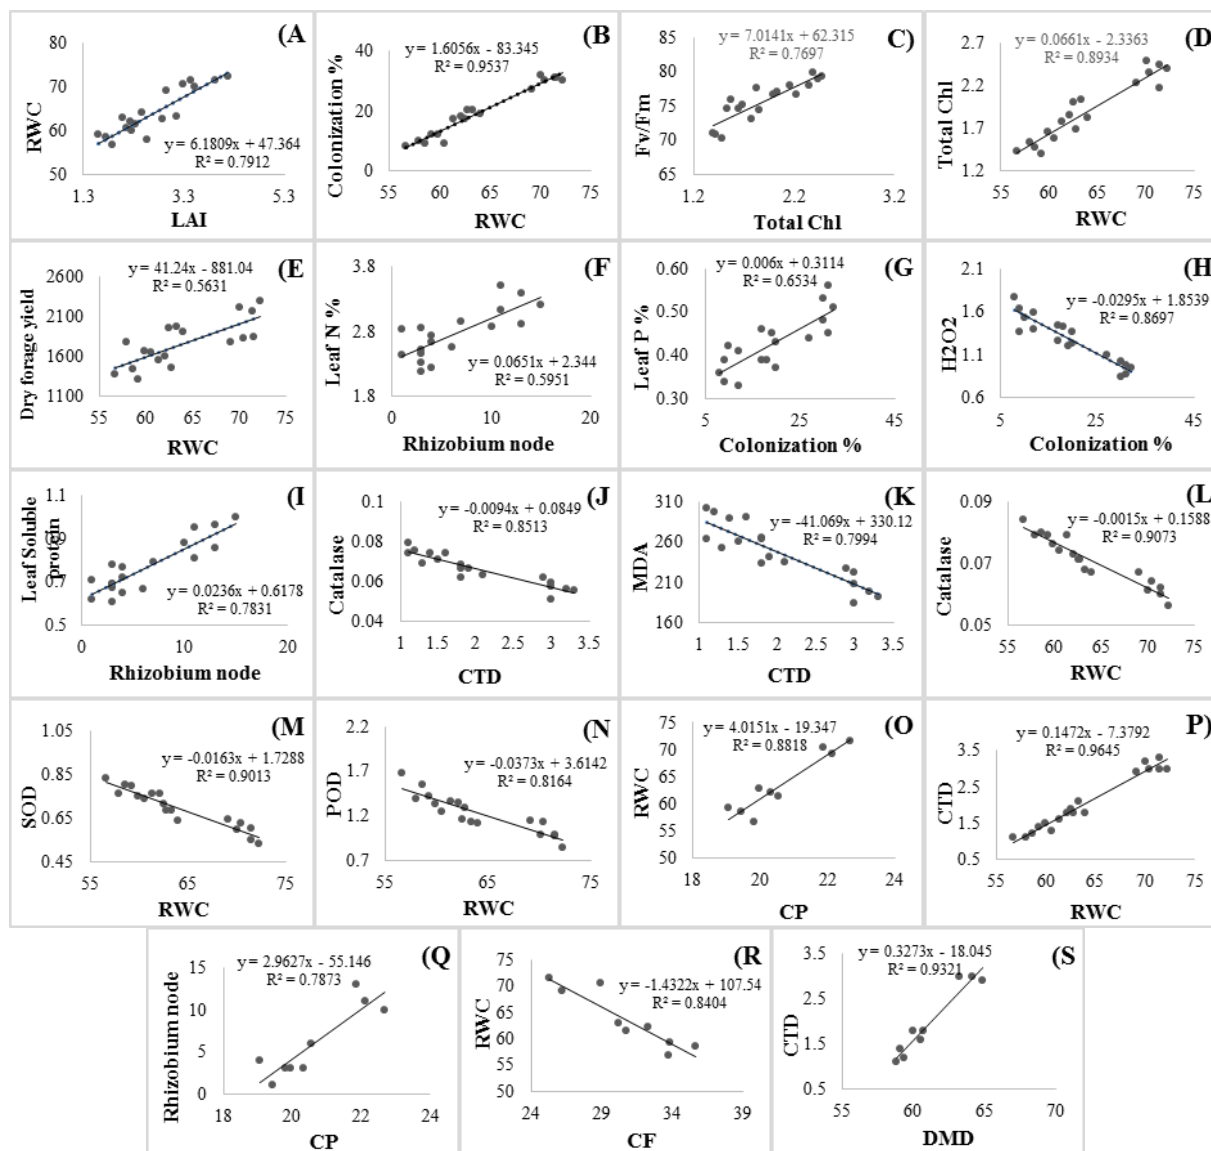 (A
80
70
60
50
RWC
y = 6.1809x + 47.364
R² = 0.7912
1.3 3.3 5.3
LAI
(B
40
20
0
Colonization %
y = 1.6056x - 83.345
R² = 0.9537
55 65 75
RWC
C)
85
80
75
70
65
Fv/Fm
y = 7.0141x + 62.315
R² = 0.7697
1.2 2.2 3.2
Total Chl
(D
2.7
2.2
1.7
1.2
Total Chl
y = 0.0661x - 2.3363
R² = 0.8934
55 65 75
RWC
(E
2600
2100
1600
1100
Dry forage yield
y = 41.24x - 881.04
R² = 0.5631
55 60 65 70 75
RWC
(F
3.8
2.8
1.8
Leaf N %
y = 0.0651x + 2.344
R² = 0.5951
0 10 20
Rhizobium node
(G
0.60
0.50
0.40
0.30
Leaf P %
y = 0.006x + 0.3114
R² = 0.6534
5 25 45
Colonization %
(H
2.1
1.6
1.1
0.6
H2O2
y = -0.0295x + 1.8539
R² = 0.8697
5 25 45
Colonization %
(I
1.1
0.9
0.7
0.5
Leaf Soluble
protein
y = 0.0236x + 0.6178
R² = 0.7831
0 10 20
Rhizobium node
(J
0.1
0.08
0.06
0.04
Catalase
y = -0.0094x + 0.0849
R² = 0.8513
1 1.5 2 2.5 3 3.5
CTD
(K
310
260
210
160
MDA
y = -41.069x + 330.12
R² = 0.7994
1 1.5 2 2.5 3 3.5
CTD
(L
0.09
0.07
0.05
Catalase
y = -0.0015x + 0.1588
R² = 0.9073
55 60 65 70 75
RWC
(M
1.05
0.85
0.65
0.45
SOD
y = -0.0163x + 1.7288
R² = 0.9013
55 65 75
RWC
(N
2.2
1.7
1.2
0.7
POD
y = -0.0373x + 3.6142
R² = 0.8164
55 65 75
RWC
(O
75
70
65
60
55
50
RWC
y = 4.0151x - 19.347
R² = 0.8818
18 20 22 24
CP
P)
3.5
2.5
1.5
0.5
CTD
y = 0.1472x - 7.3792
R² = 0.9645
55 60 65 70 75
RWC
(Q
15
10
5
0
Rhizobium node
y = 2.9627x - 55.146
R² = 0.7873
18 20 22 24
CP
(R
75
70
65
60
55
50
RWC
y = -1.4322x + 107.54
R² = 0.8404
24 29 34 39
CF
(S
3.5
2.5
1.5
0.5
CTD
y = 0.3273x - 18.045
R² = 0.9321
55 60 65 70
DMD